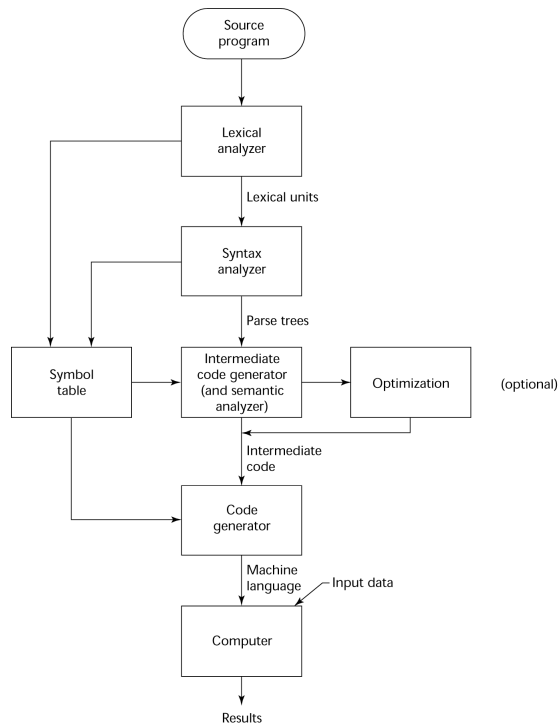 Source
program
Lexical
analyzer
Lexical units
Syntax
analyzer
Parse trees
Symbol
table
Intermediate
code generator
(and semantic
analyzer)
Optimization
(optional)
Intermediate
code
Code
generator
Machine
language
Input data
Computer
Results